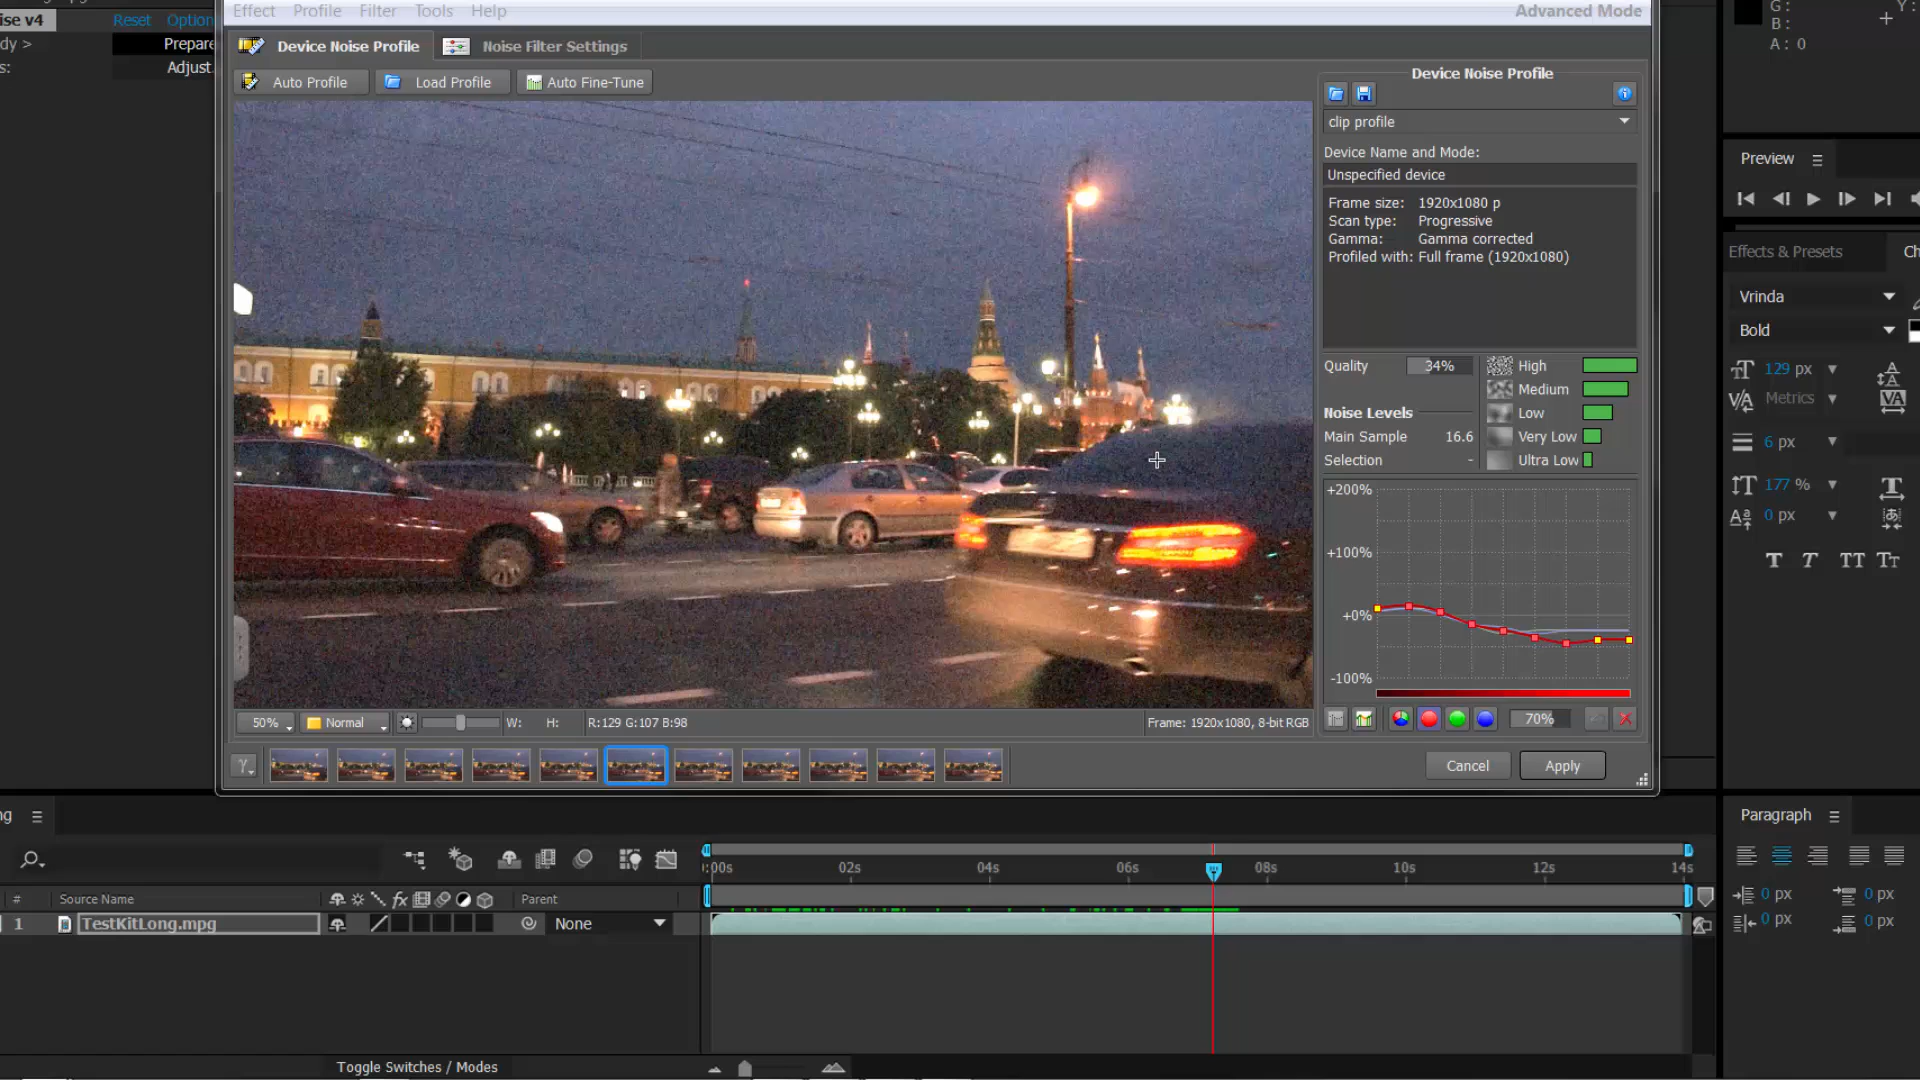 Effect Profile Filter Tools Help
Advanced Mode
ise v4
Reset
Option
dy >
Prepare
s:
Adjust
Device Noise Profile
Noise Filter Settings
Auto Profile
Load Profile
Auto Fine-Tune
Device Noise Profile
clip profile
Device Name and Mode:
Unspecified device
Frame size: 1920x1080 p
Scan type: Progressive
Gamma: Gamma corrected
Profiled with: Full frame (1920x1080)
Quality 34%
High
Medium
Noise Levels
Low
Main Sample 16.6
Very Low
Selection -
Ultra Low
+200%
+100%
+0%
-100%
70%
50%
Normal
W: H:
R:129 G:107 B:98
Frame: 1920x1080, 8-bit RGB
Cancel
Apply
G:
B:
A: 0
Y:
Preview
Effects & Presets
Ch
Vrinda
Bold
129 px
Metrics
6 px
177 %
0 px
T T TT Tr
Paragraph
0 px 0 px
0 px 0 px
ng
:00s 02s 04s 06s 08s 10s 12s 14s
# Source Name
Parent
1 TestKitLong.mpg
None
Toggle Switches / Modes